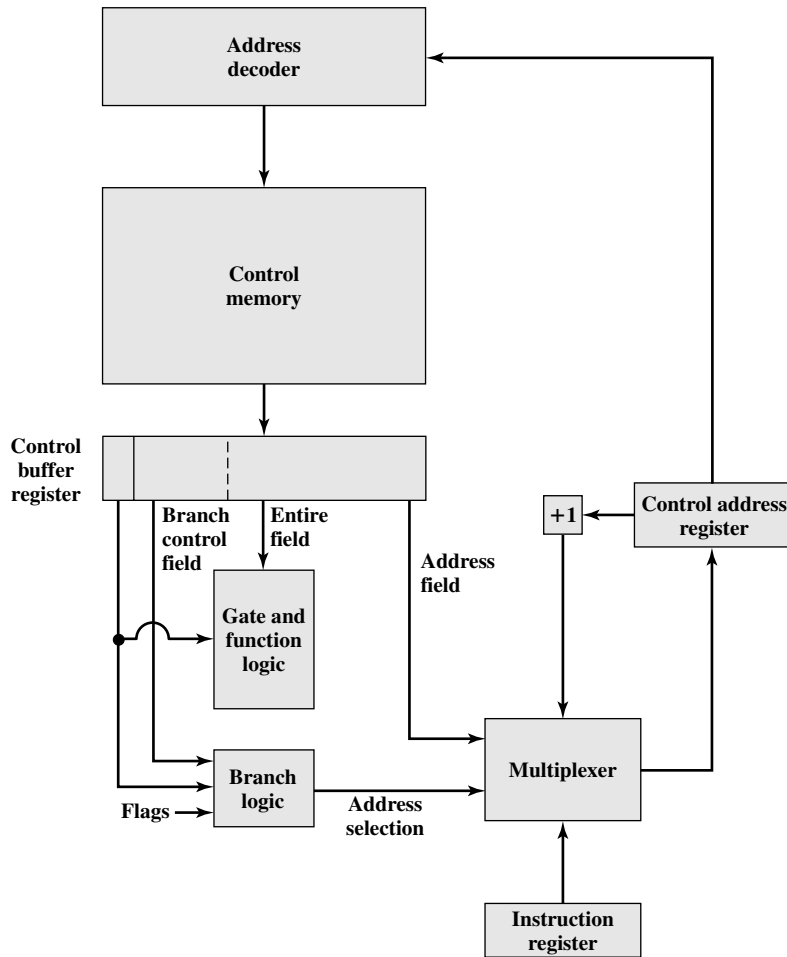 Address
decoder
Control
memory
Control
buffer
register
Branch
control
field
Entire
field
Address
field
+1
Control address
register
Gate and
function
logic
Branch
logic
Flags
Address
selection
Multiplexer
Instruction
register